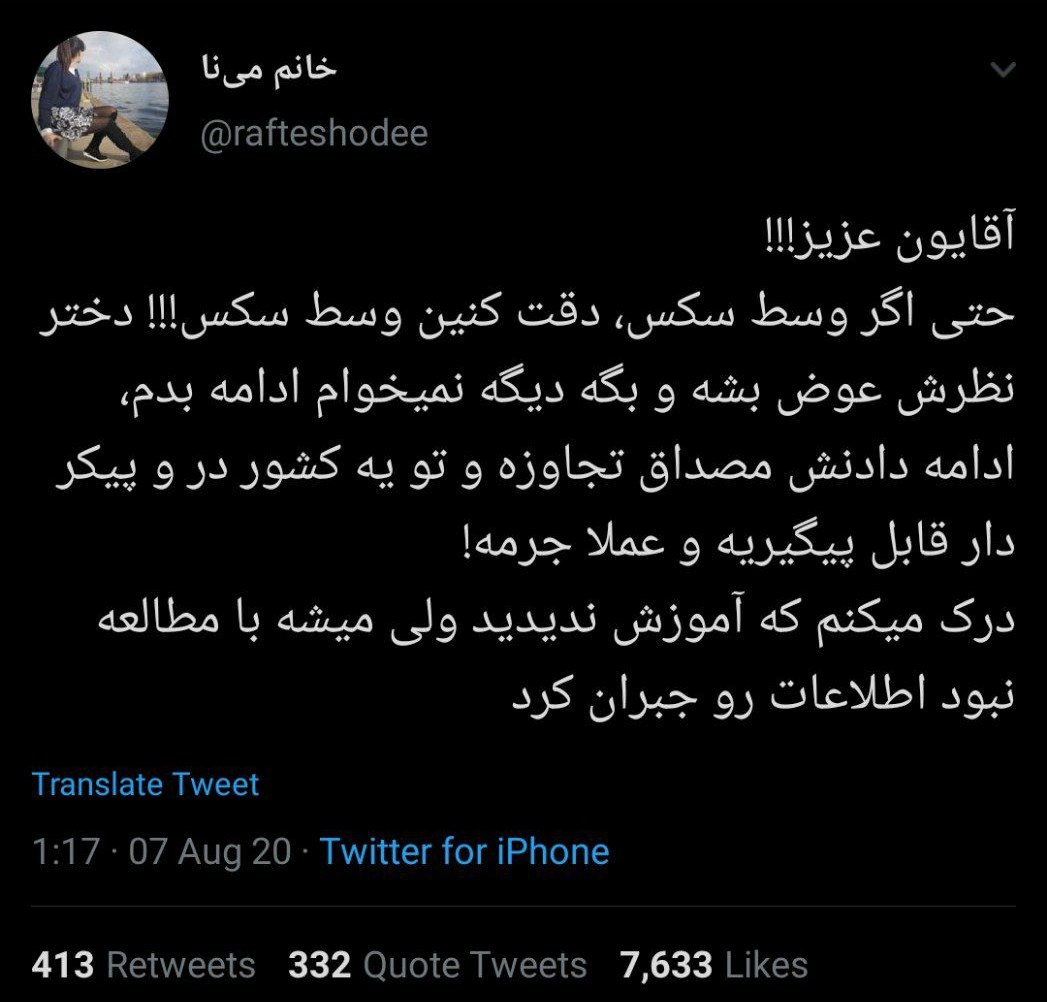 خانم می‌نا
@rafteshodee
آقایون عزیز!!!
حتی اگر وسط سکس، دقت کنین وسط سکس!!! دختر
نظرش عوض بشه و بگه دیگه نمیخوام ادامه بدم،
ادامه دادنش مصداق تجاوزه و تو یه کشور در و پیکر
دار قابل پیگیریه و عملا جرمه!
درک میکنم که آموزش ندیدید ولی میشه با مطالعه
نبود اطلاعات رو جبران کرد
Translate Tweet
1:17 · 07 Aug 20 · Twitter for iPhone
413 Retweets 332 Quote Tweets 7,633 Likes